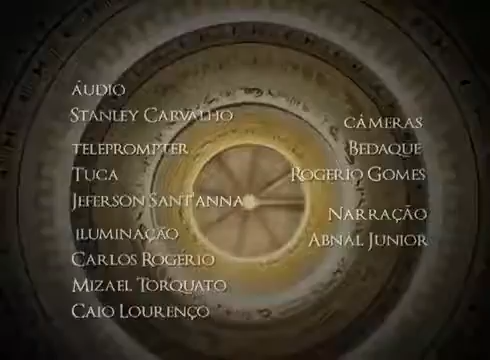 ÁUDIO
STANLEY CARVALHO
TELEPROMPTER
TUCA
JEFERSON SANT'ANNA
ILUMINAÇÃO
CARLOS ROGÉRIO
MIZAEL TORQUATO
CAIO LOURENÇO
CÂMERAS
BEDAQUE
ROGERIO GOMES
NARRAÇÃO
ABNAL JUNIOR